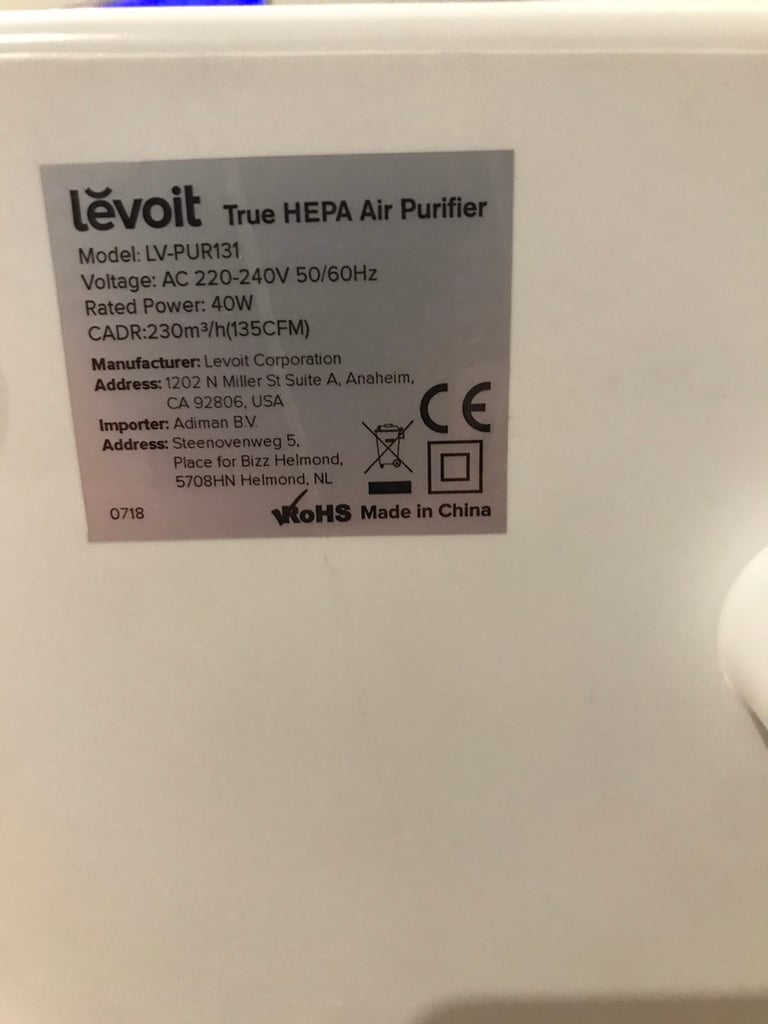 lĕvoit True HEPA Air Purifier
Model: LV-PUR131
Voltage: AC 220-240V 50/60Hz
Rated Power: 40W
CADR:230m³/h(135CFM)
Manufacturer: Levoit Corporation
Address: 1202 N Miller St Suite A, Anaheim,
CA 92806, USA
Importer: Adiman B.V.
Address: Steenovenweg 5,
Place for Bizz Helmond,
5708HN Helmond, NL
CE
0718
RoHS Made in China